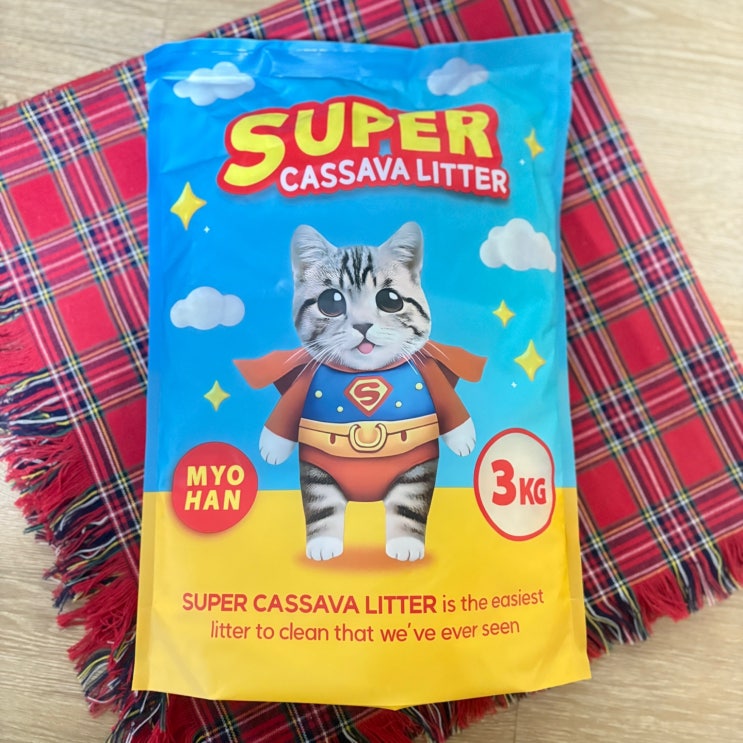 SUPER
CASSAVA LITTER
S
MYO
HAN
3KG
SUPER CASSAVA LITTER is the easiest
litter to clean that we've ever seen